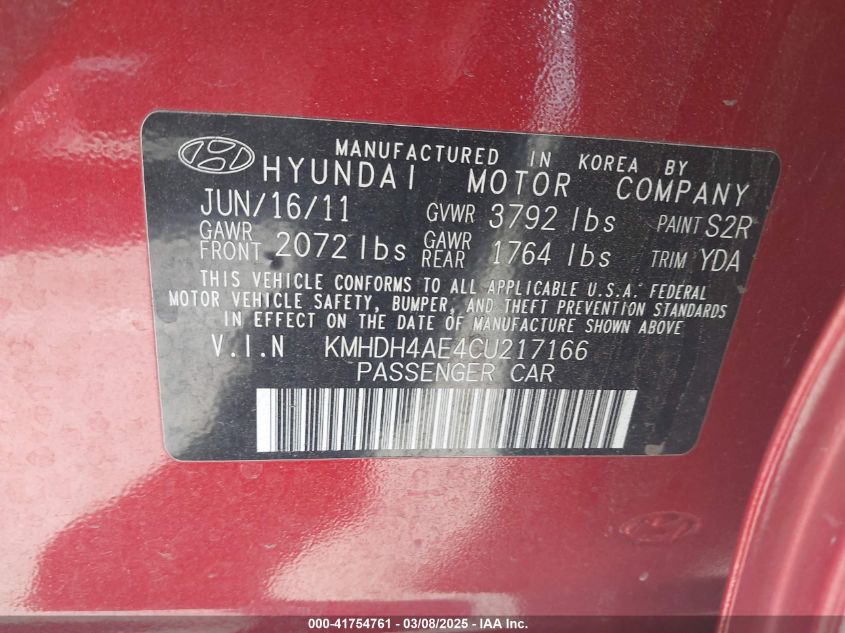 MANUFACTURED IN KOREA BY
HYUNDAI MOTOR COMPANY
JUN/16/11 GVWR 3792 lbs PAINT S2R
GAWR FRONT 2072 lbs GAWR REAR 1764 lbs TRIM YDA
THIS VEHICLE CONFORMS TO ALL APPLICABLE U.S.A. FEDERAL
MOTOR VEHICLE SAFETY, BUMPER, AND THEFT PREVENTION STANDARDS
IN EFFECT ON THE DATE OF MANUFACTURE SHOWN ABOVE
V.I.N KMHDH4AE4CU217166
PASSENGER CAR
000-41754761 - 03/08/2025 - IAA Inc.